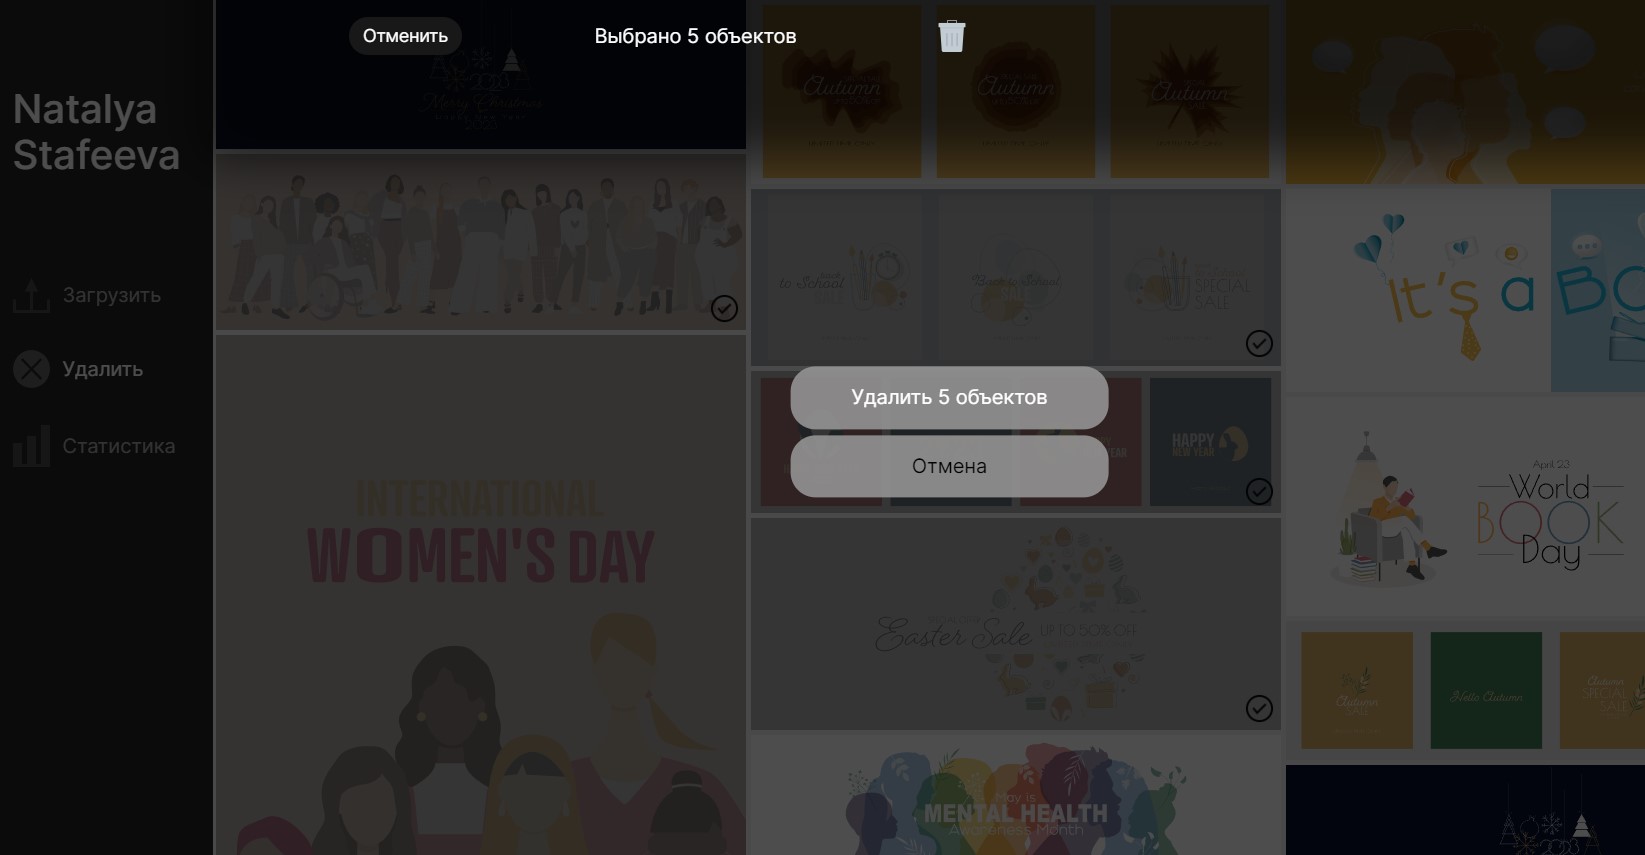 Отменить
Выбрано 5 объектов
Natalya
Stafeeva
Загрузить
Удалить
Статистика
Merry Christmas
2023
Autumn
Autumn
Autumn
to School
Back to School
SPECIAL
SALE
It's a
Удалить 5 объектов
Отмена
HAPPY
NEW YEAR
INTERNATIONAL
WOMEN'S DAY
Easter Sale
UP TO 50% OFF
April 23
World
BOOK
Day
Autumn
SALE
Hello Autumn
Autumn
SPECIAL
SALE
May is
MENTAL HEALTH
Awareness Month